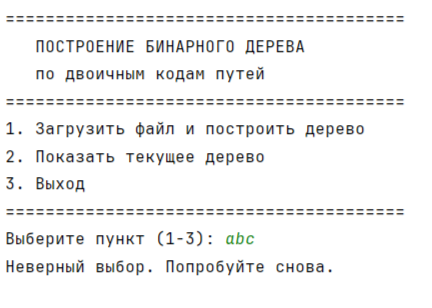 ========================================
ПОСТРОЕНИЕ БИНАРНОГО ДЕРЕВА
по двоичным кодам путей
========================================
1. Загрузить файл и построить дерево
2. Показать текущее дерево
3. Выход
========================================
Выберите пункт (1-3): abc
Неверный выбор. Попробуйте снова.